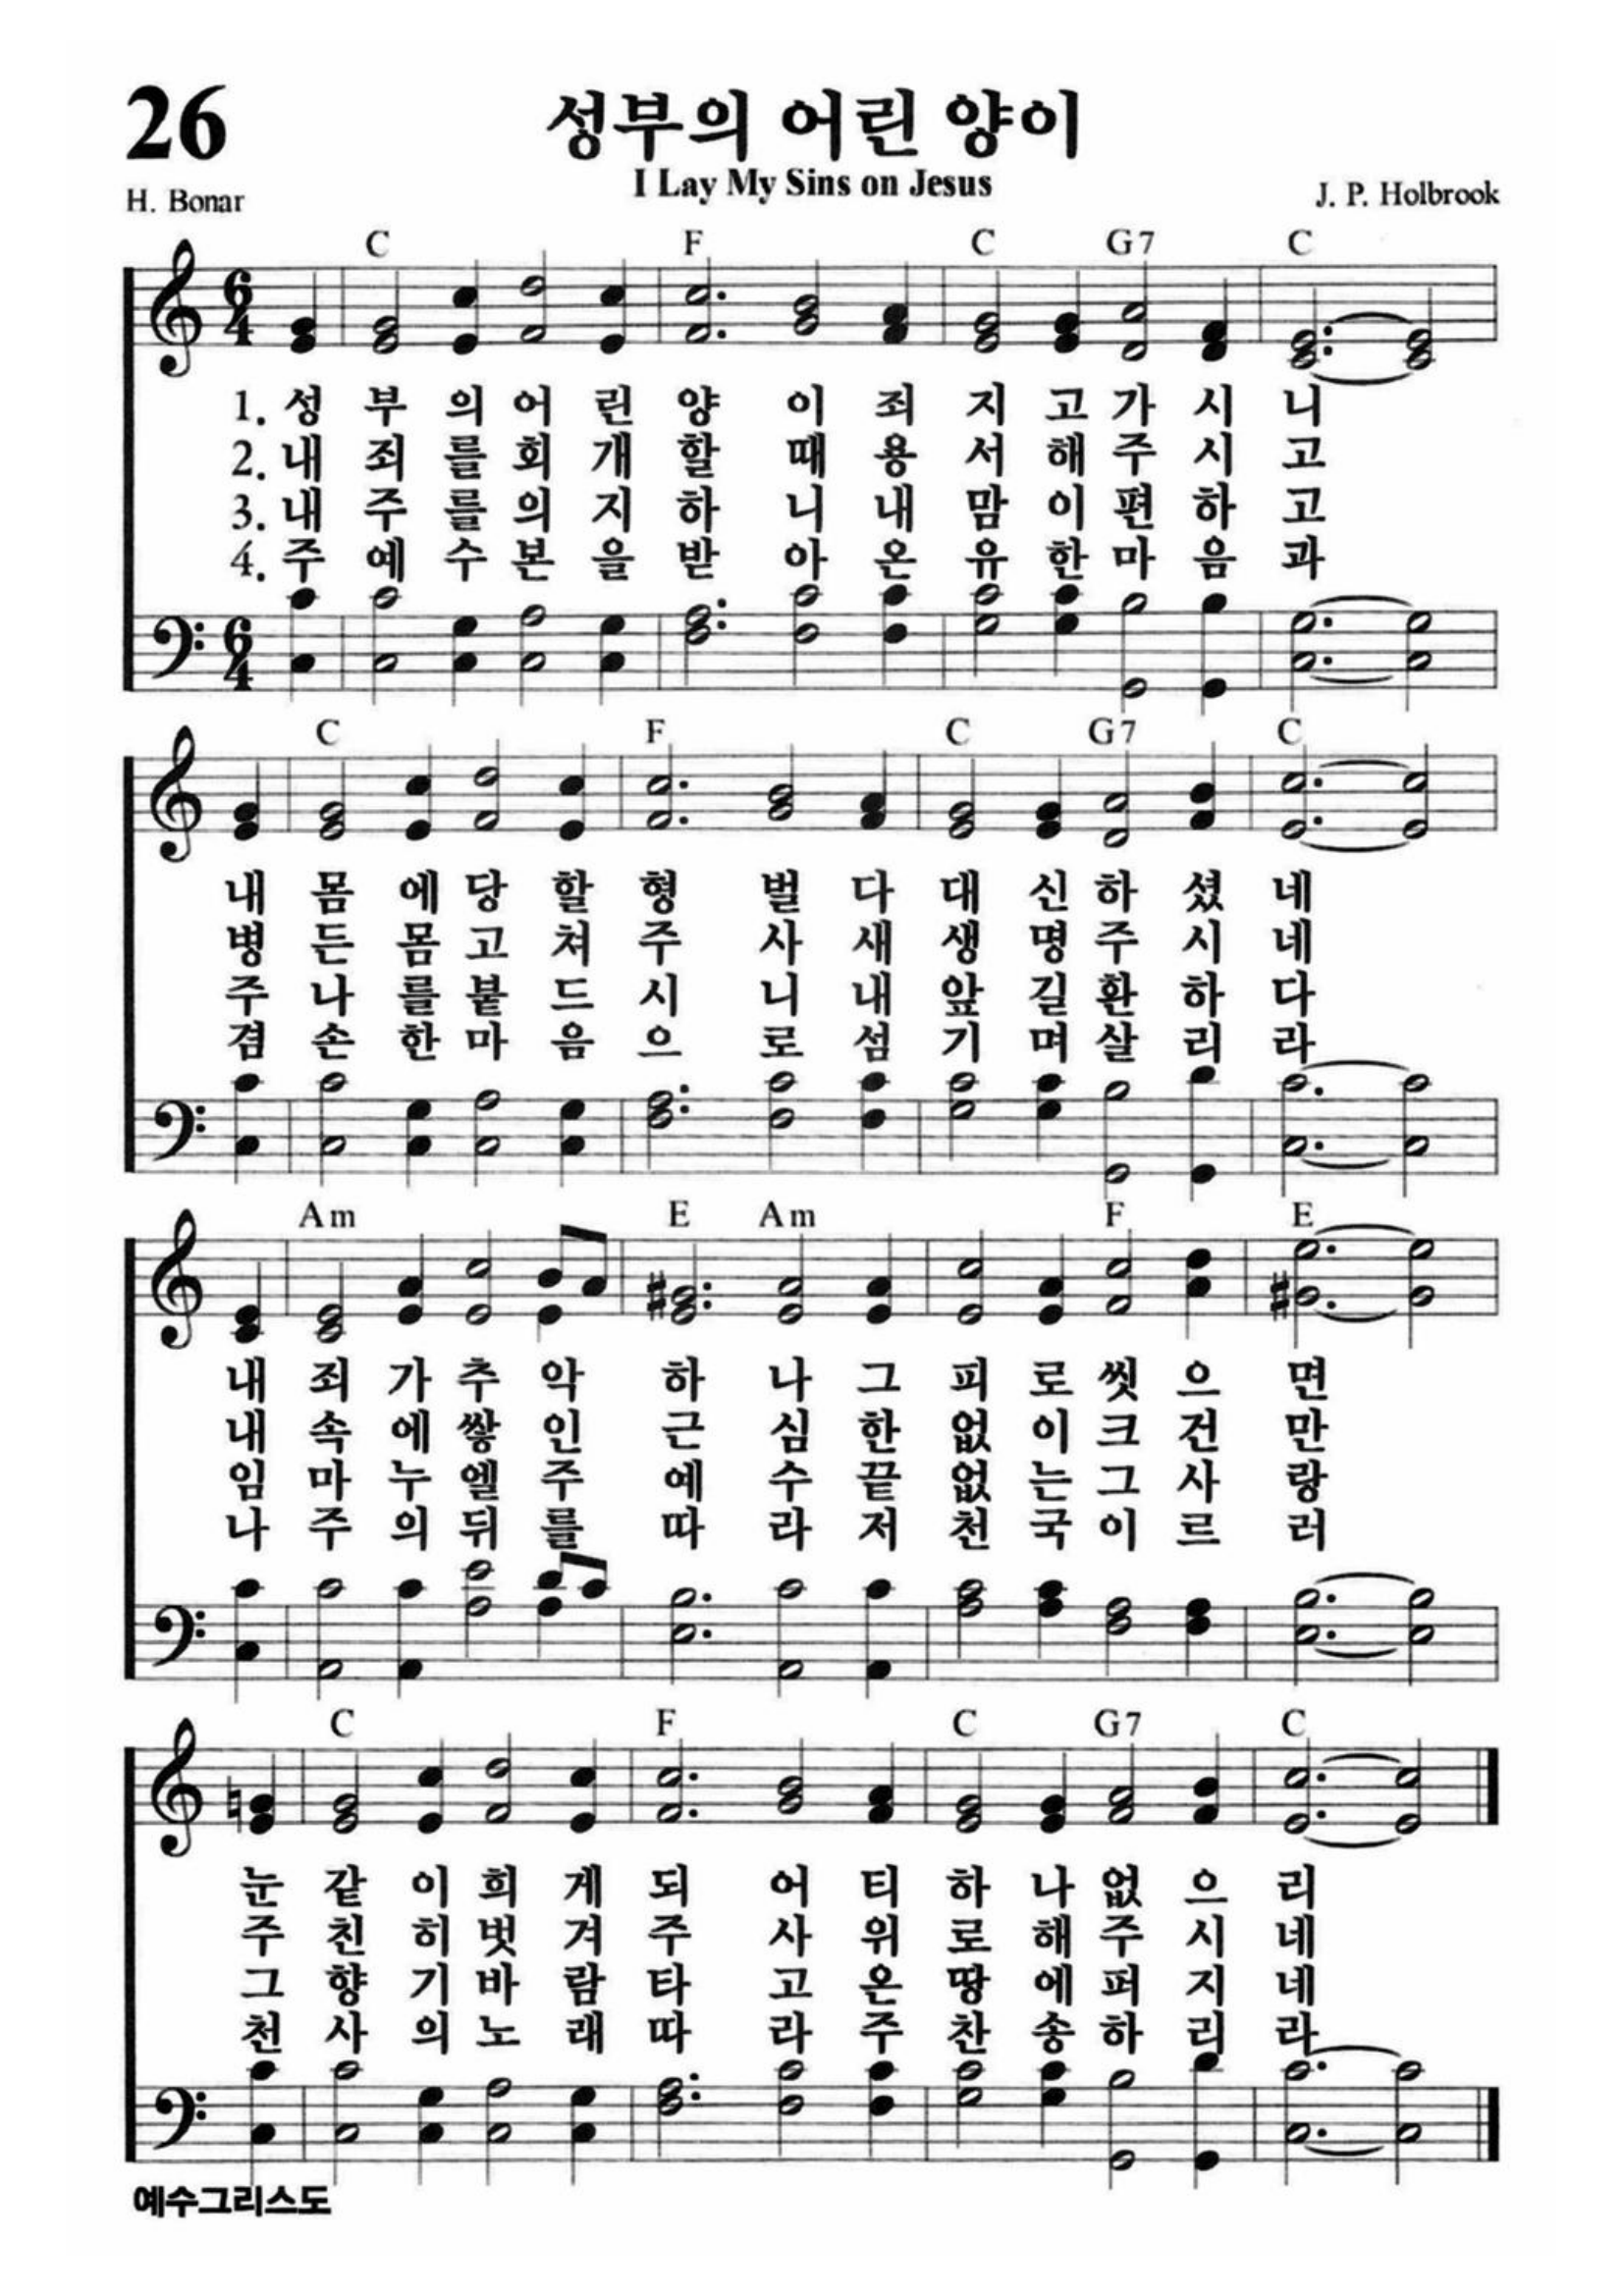 26
성부의 어린 양이
I Lay My Sins on Jesus
H. Bonar
J. P. Holbrook
C F C G7 C
6 4
1. 성 부 의 어 린 양 이 죄 지 고 가 시 니
2. 내 죄 를 회 개 할 때 용 서 해 주 시 고
3. 내 주 를 의 지 하 니 내 맘 이 편 하 고
4. 주 예 수 본 을 받 아 온 유 한 마 음 과
6 4
C F C G7 C
내 몸 에 당 할 형 벌 다 대 신 하 셨 네
병 든 몸 고 쳐 주 사 새 생 명 주 시 네
주 나 를 붙 드 시 니 내 앞 길 환 하 다
겸 손 한 마 음 으 로 섬 기 며 살 리 라
Am E Am F E
내 죄 가 추 악 하 나 그 피 로 씻 으 면
내 속 에 쌓 인 근 심 한 없 이 크 건 만
임 마 누 엘 주 예 수 끝 없 는 그 사 랑
나 주 의 뒤 를 따 라 저 천 국 이 르 러
C F C G7 C
눈 같 이 희 게 되 어 티 하 나 없 으 리
주 친 히 벗 겨 주 사 위 로 해 주 시 네
그 향 기 바 람 타 고 온 땅 에 퍼 지 네
천 사 의 노 래 따 라 주 찬 송 하 리 라
예수그리스도